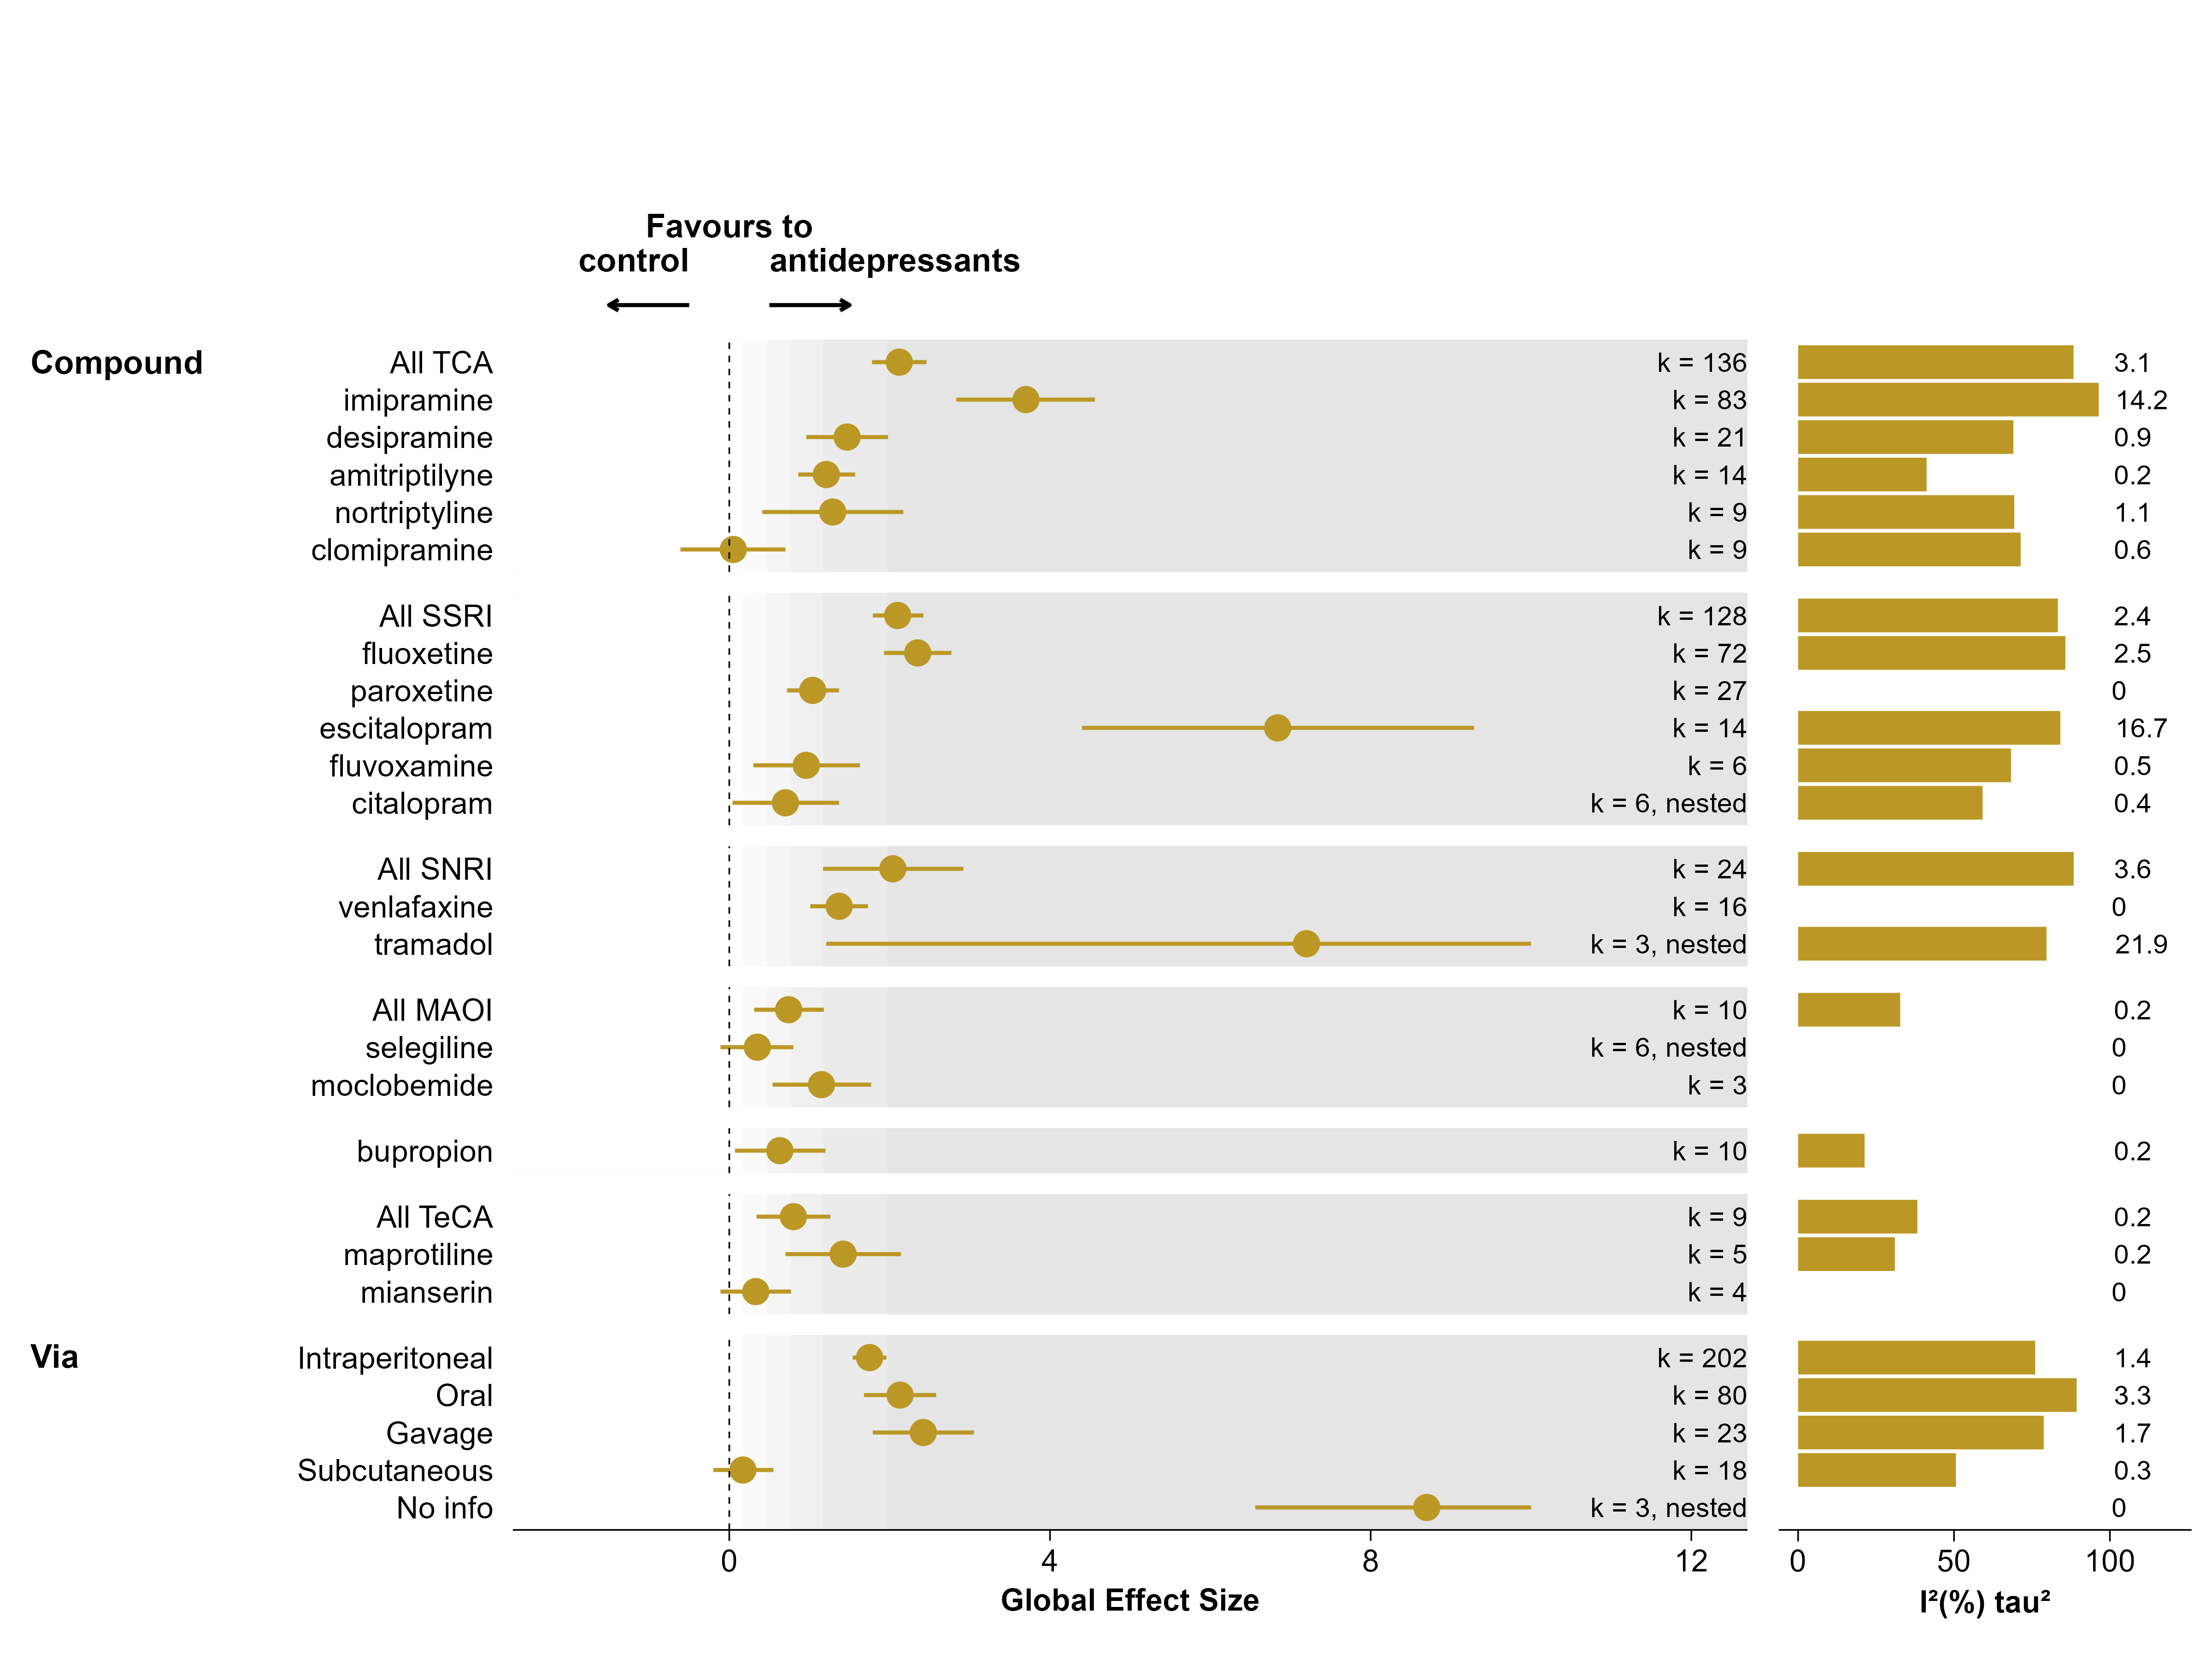 Favours to
control antidepressants
Compound All TCA k = 136 3.1
imipramine k = 83 14.2
desipramine k = 21 0.9
amitriptilyne k = 14 0.2
nortriptyline k = 9 1.1
clomipramine k = 9 0.6
All SSRI k = 128 2.4
fluoxetine k = 72 2.5
paroxetine k = 27 0
escitalopram k = 14 16.7
fluvoxamine k = 6 0.5
citalopram k = 6, nested 0.4
All SNRI k = 24 3.6
venlafaxine k = 16 0
tramadol k = 3, nested 21.9
All MAOI k = 10 0.2
selegiline k = 6, nested 0
moclobemide k = 3 0
bupropion k = 10 0.2
All TeCA k = 9 0.2
maprotiline k = 5 0.2
mianserin k = 4 0
Via Intraperitoneal k = 202 1.4
Oral k = 80 3.3
Gavage k = 23 1.7
Subcutaneous k = 18 0.3
No info k = 3, nested 0
0 4 8 12 0 50 100
Global Effect Size I²(%) tau²